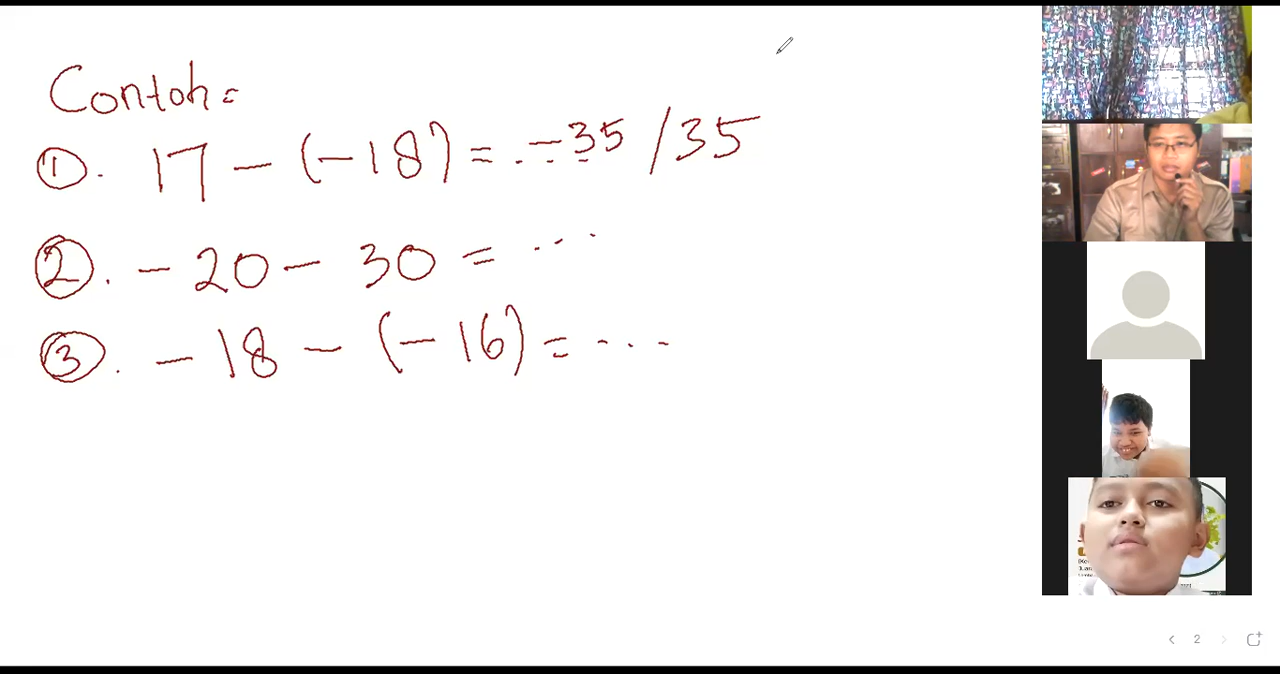 Contoh =
1. 17 - (-18) = ... -35 / 35
2. -20 - 30 = ...
3. -18 - (-16) = ...
2